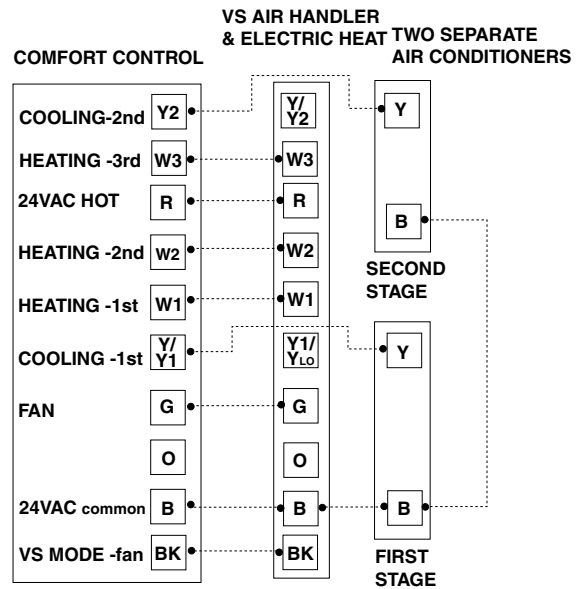 VS AIR HANDLER
& ELECTRIC HEAT
TWO SEPARATE
AIR CONDITIONERS
COMFORT CONTROL
COOLING-2nd Y2 Y/ Y
Y2
HEATING -3rd W3 W3
24VAC HOT R R
B
HEATING -2nd W2 W2
SECOND
STAGE
HEATING -1st W1 W1
COOLING -1st Y/ Y1/ Y
Y1 YLO
FAN G G
O O
24VAC common B B B
VS MODE -fan BK BK
FIRST
STAGE